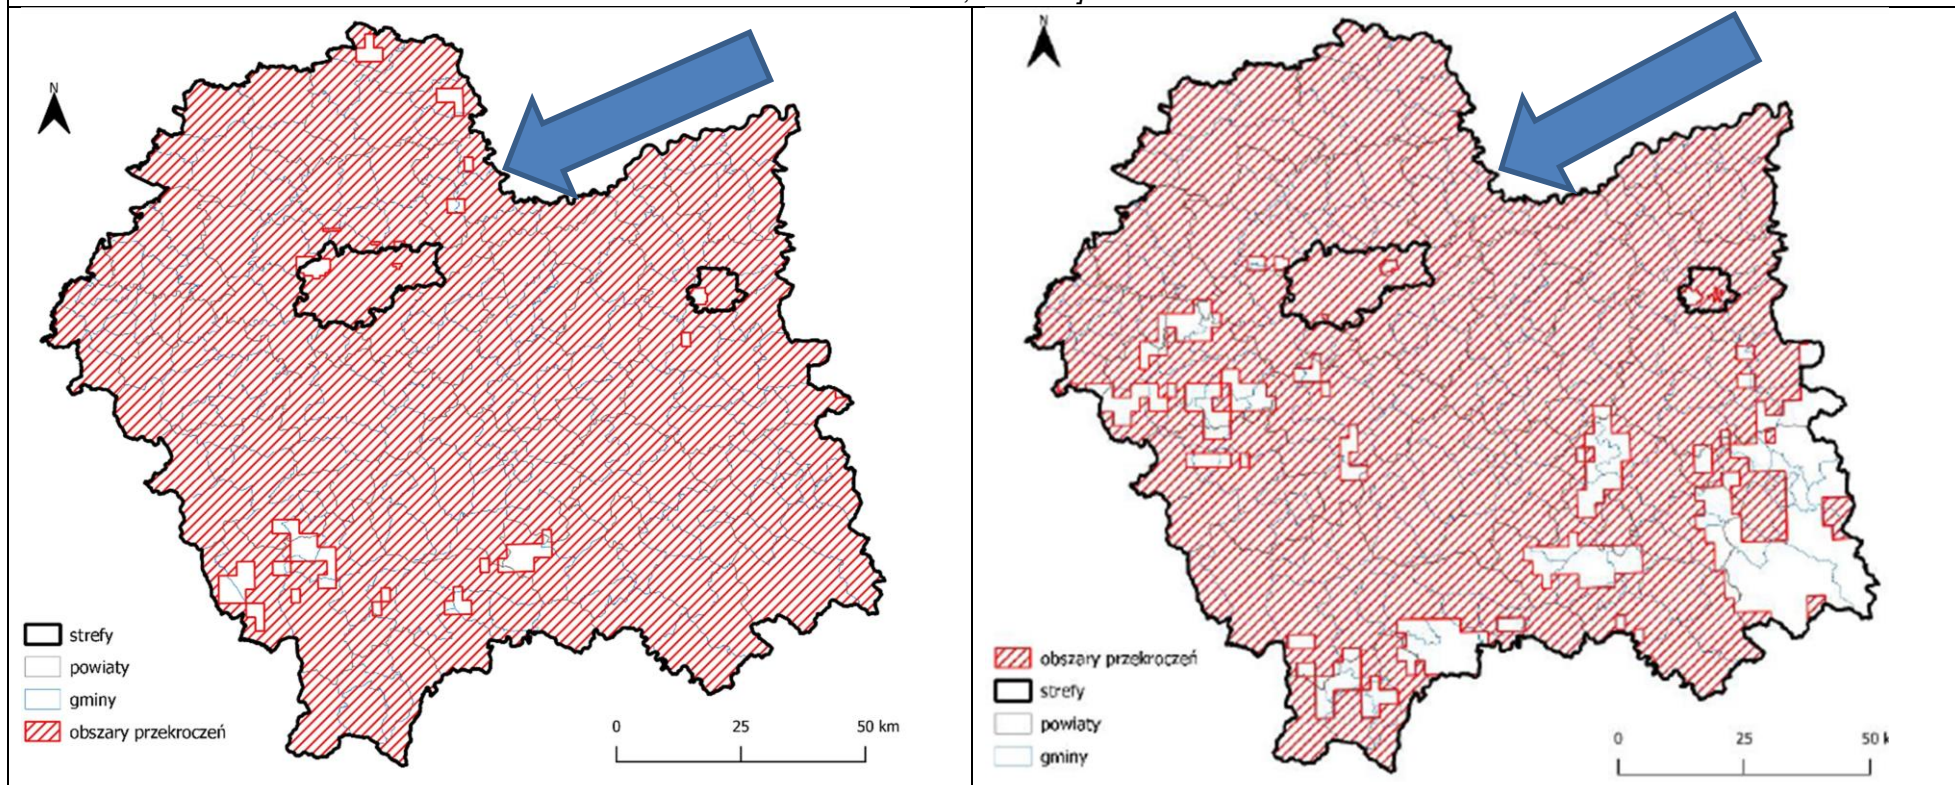 N
strefy
powiaty
gminy
obszary przekroczeń
0 25 50 km
N
obszary przekroczeń
strefy
powiaty
gminy
0 25 50 k